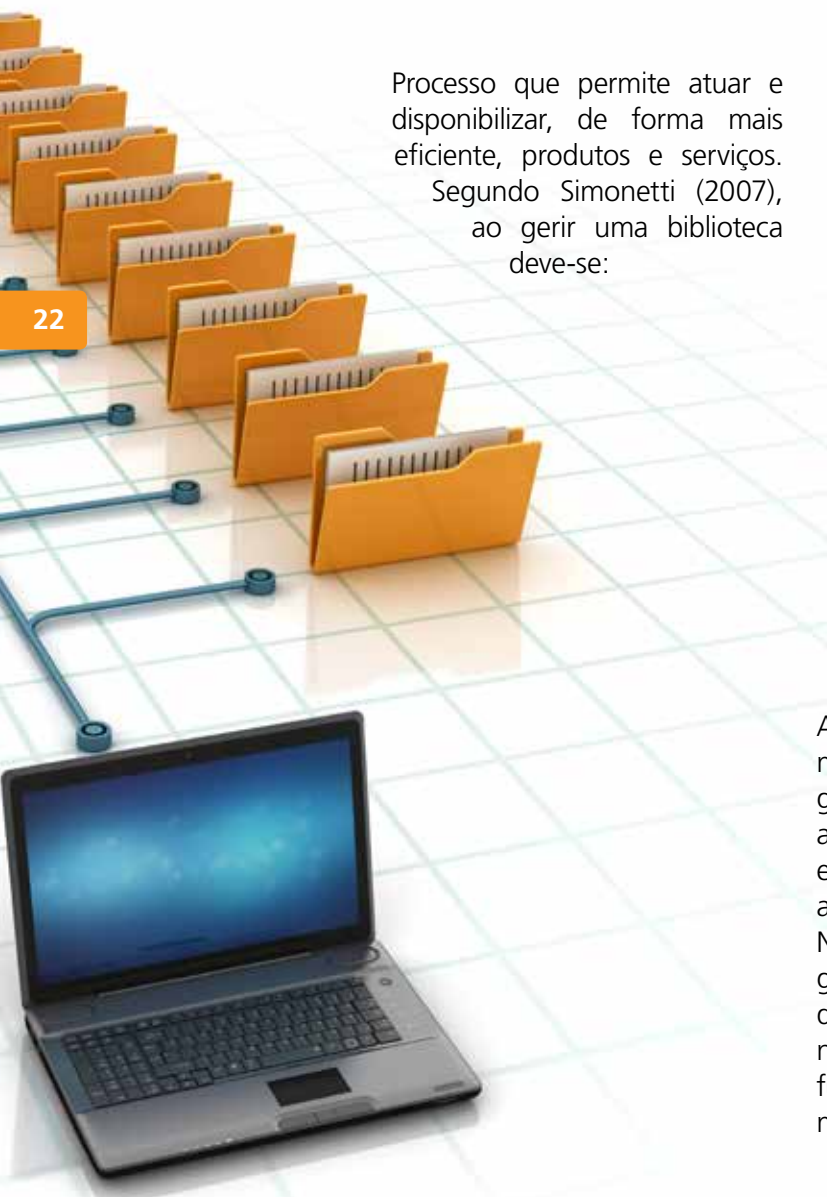 Processo que permite atuar e
disponibilizar, de forma mais
eficiente, produtos e serviços.
Segundo Simonetti (2007),
ao gerir uma biblioteca
deve-se:
22